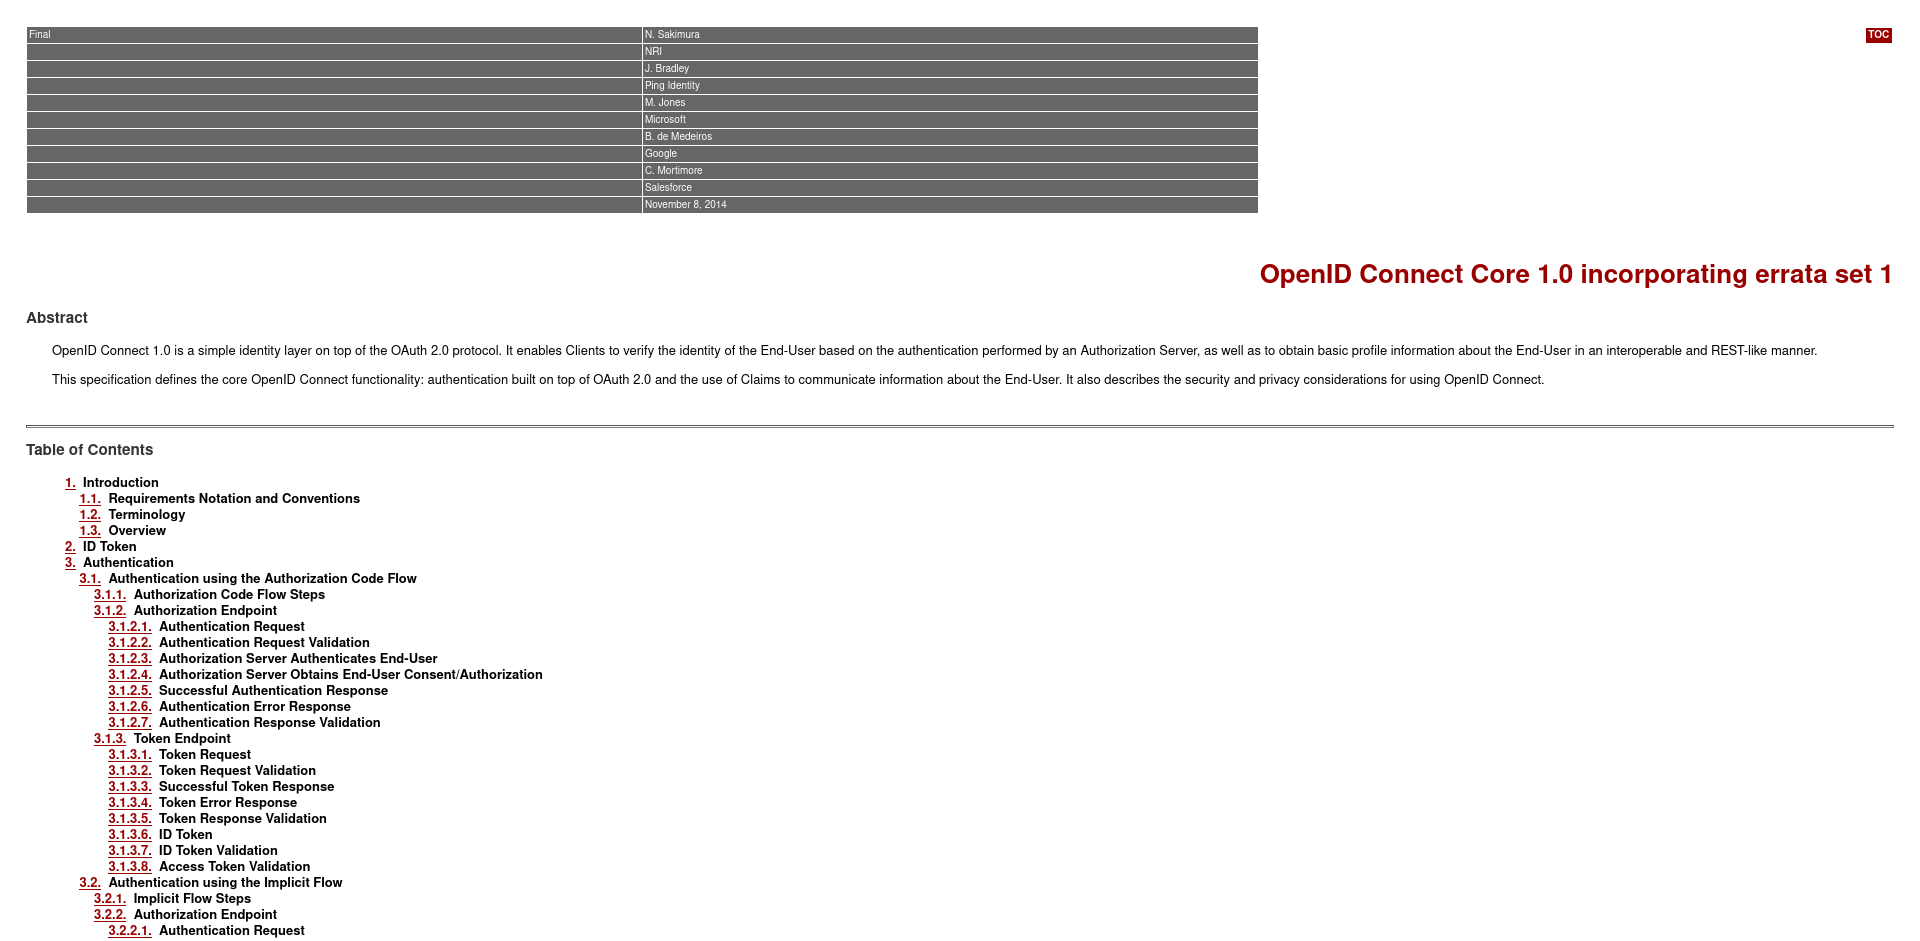 Final N. Sakimura TOC
NRI
J. Bradley
Ping Identity
M. Jones
Microsoft
B. de Medeiros
Google
C. Mortimore
Salesforce
November 8, 2014
OpenID Connect Core 1.0 incorporating errata set 1
Abstract
OpenID Connect 1.0 is a simple identity layer on top of the OAuth 2.0 protocol. It enables Clients to verify the identity of the End-User based on the authentication performed by an Authorization Server, as well as to obtain basic profile information about the End-User in an interoperable and REST-like manner.
This specification defines the core OpenID Connect functionality: authentication built on top of OAuth 2.0 and the use of Claims to communicate information about the End-User. It also describes the security and privacy considerations for using OpenID Connect.
Table of Contents
1. Introduction
1.1. Requirements Notation and Conventions
1.2. Terminology
1.3. Overview
2. ID Token
3. Authentication
3.1. Authentication using the Authorization Code Flow
3.1.1. Authorization Code Flow Steps
3.1.2. Authorization Endpoint
3.1.2.1. Authentication Request
3.1.2.2. Authentication Request Validation
3.1.2.3. Authorization Server Authenticates End-User
3.1.2.4. Authorization Server Obtains End-User Consent/Authorization
3.1.2.5. Successful Authentication Response
3.1.2.6. Authentication Error Response
3.1.2.7. Authentication Response Validation
3.1.3. Token Endpoint
3.1.3.1. Token Request
3.1.3.2. Token Request Validation
3.1.3.3. Successful Token Response
3.1.3.4. Token Error Response
3.1.3.5. Token Response Validation
3.1.3.6. ID Token
3.1.3.7. ID Token Validation
3.1.3.8. Access Token Validation
3.2. Authentication using the Implicit Flow
3.2.1. Implicit Flow Steps
3.2.2. Authorization Endpoint
3.2.2.1. Authentication Request